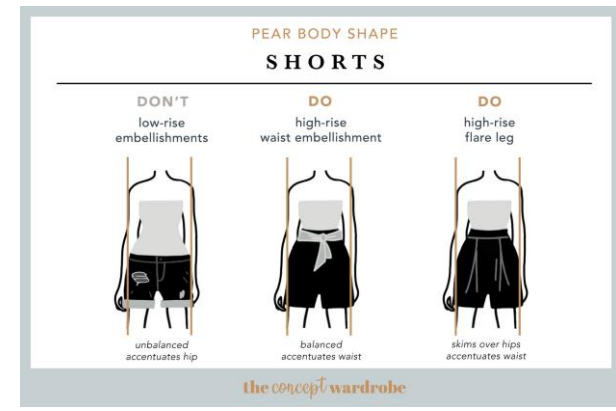 PEAR BODY SHAPE
SHORTS
DON'T
low-rise
embellishments
DO
high-rise
waist embellishment
DO
high-rise
flare leg
unbalanced
accentuates hip
balanced
accentuates waist
skims over hips
accentuates waist
the concept wardrobe